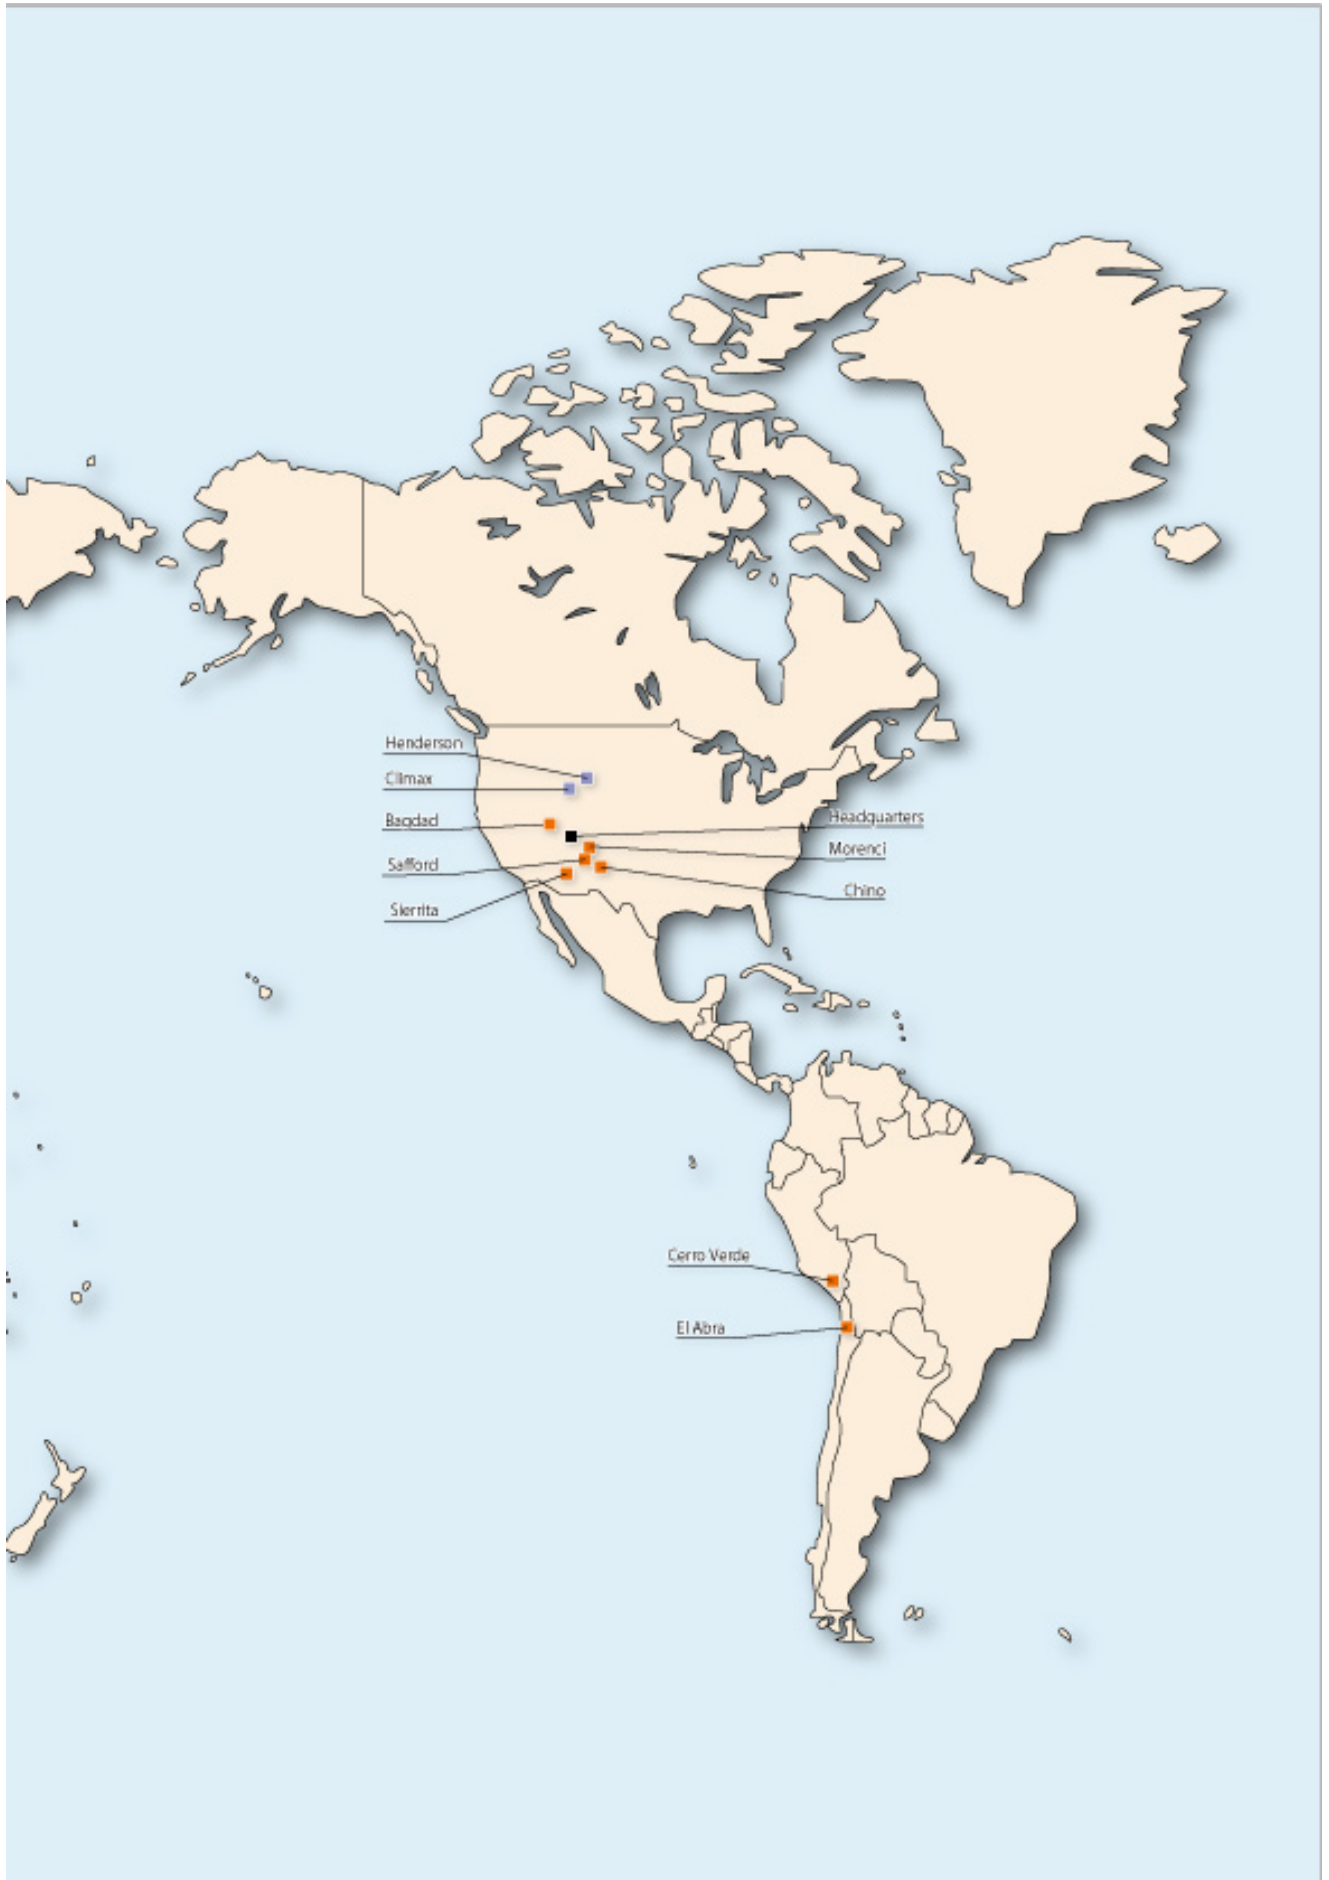 Henderson
Climax
Bagdad
Headquarters
Morenci
Safford
Chino
Sierrita
Cerro Verde
El Abra